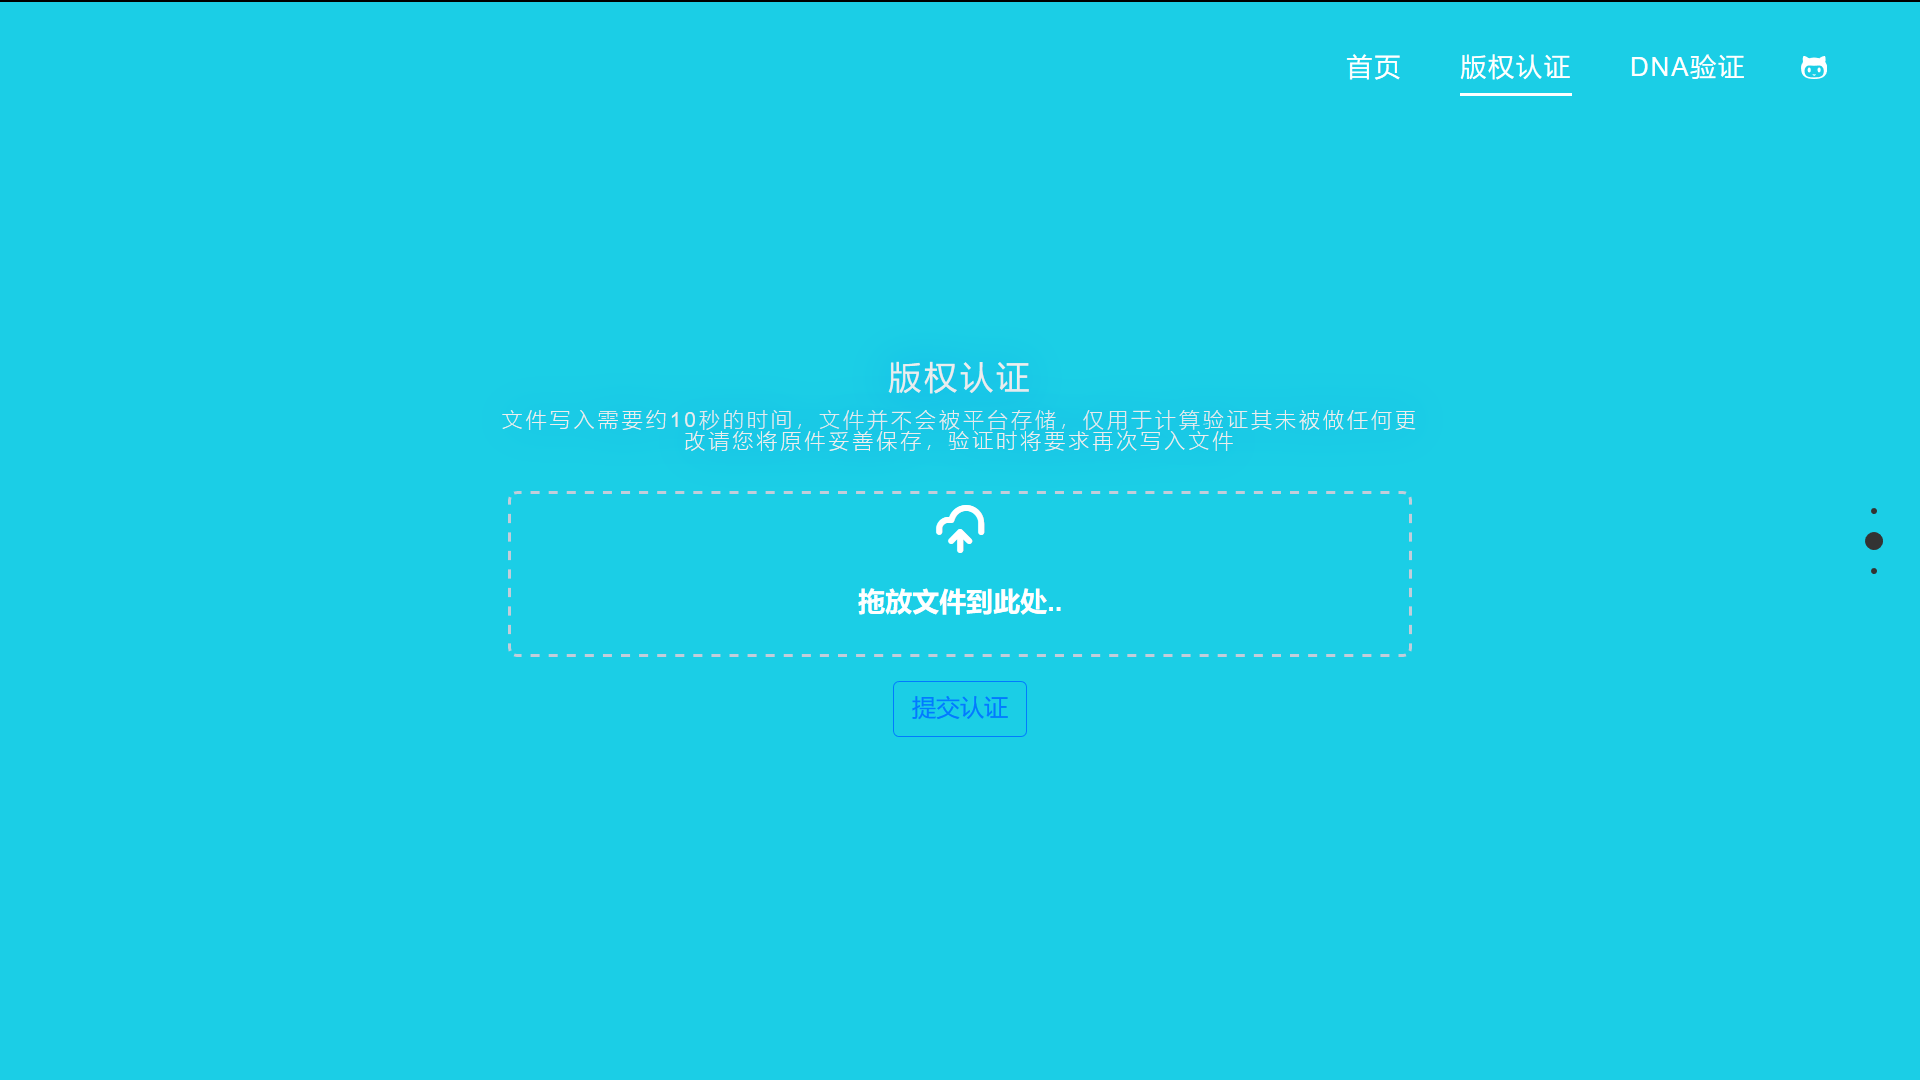 首页
版权认证
DNA验证
版权认证
文件写入需要约10秒的时间，文件并不会被平台存储，仅用于计算验证其未被做任何更
改请您将原件妥善保存，验证时将要求再次写入文件
拖放文件到此处..
提交认证